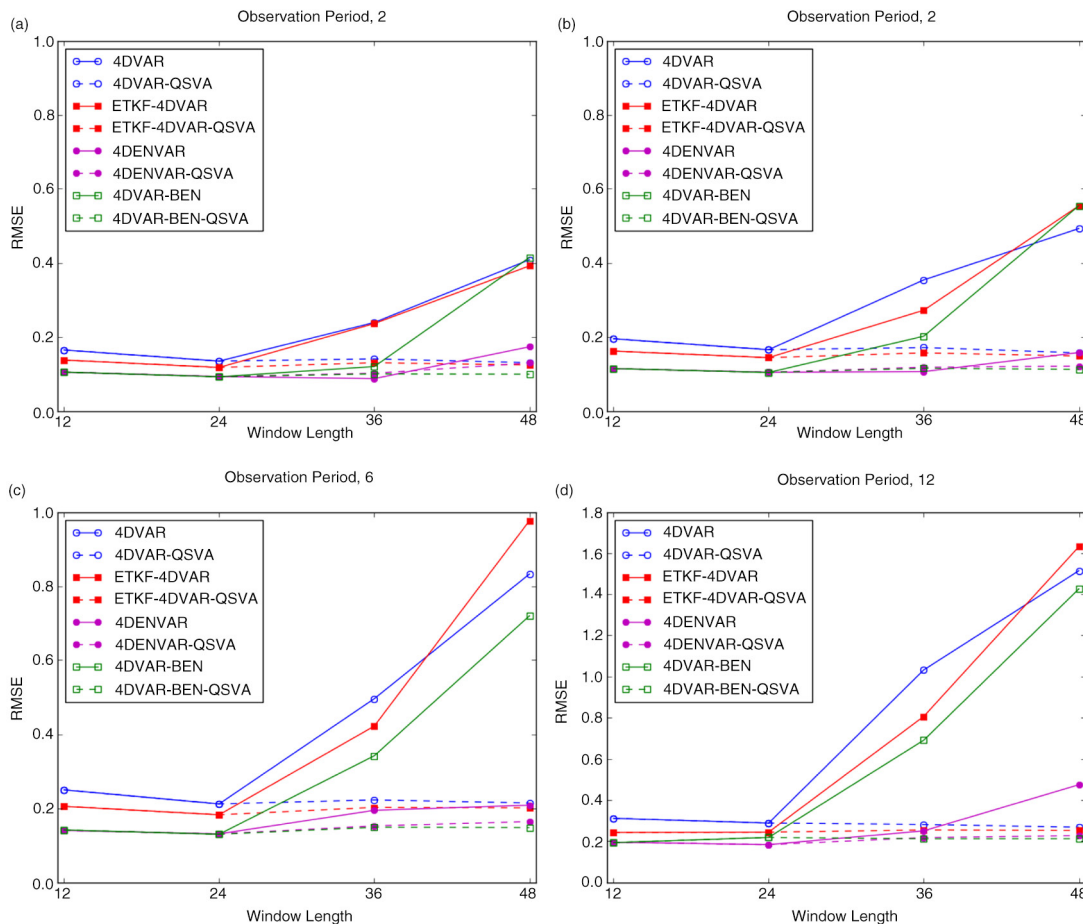 (a)
Observation Period, 2
1.0
0.8
0.6
0.4
0.2
0.0
RMSE
4DVAR
4DVAR-QSVA
ETKF-4DVAR
ETKF-4DVAR-QSVA
4DENVAR
4DENVAR-QSVA
4DVAR-BEN
4DVAR-BEN-QSVA
12 24 36 48
Window Length
(b)
Observation Period, 2
1.0
0.8
0.6
0.4
0.2
0.0
RMSE
4DVAR
4DVAR-QSVA
ETKF-4DVAR
ETKF-4DVAR-QSVA
4DENVAR
4DENVAR-QSVA
4DVAR-BEN
4DVAR-BEN-QSVA
12 24 36 48
Window Length
(c)
Observation Period, 6
1.0
0.8
0.6
0.4
0.2
0.0
RMSE
4DVAR
4DVAR-QSVA
ETKF-4DVAR
ETKF-4DVAR-QSVA
4DENVAR
4DENVAR-QSVA
4DVAR-BEN
4DVAR-BEN-QSVA
12 24 36 48
Window Length
(d)
Observation Period, 12
1.8
1.6
1.4
1.2
1.0
0.8
0.6
0.4
0.2
0.0
RMSE
4DVAR
4DVAR-QSVA
ETKF-4DVAR
ETKF-4DVAR-QSVA
4DENVAR
4DENVAR-QSVA
4DVAR-BEN
4DVAR-BEN-QSVA
12 24 36 48
Window Length